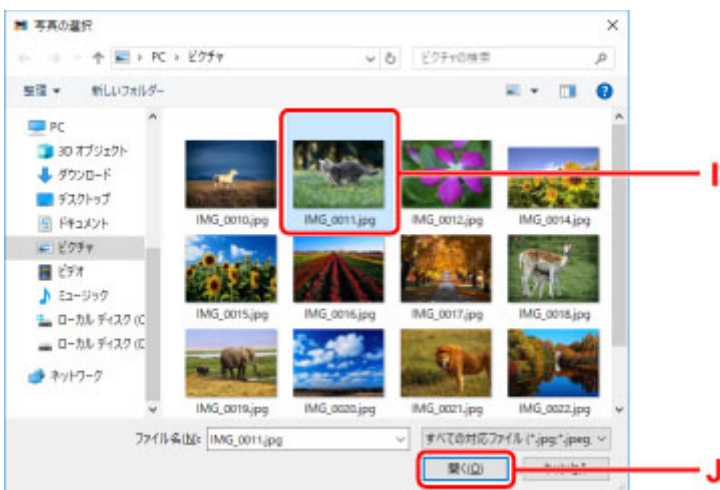 写真の選択
PC › ピクチャ
ピクチャの検索
整理 新しいフォルダー
PC
3D オブジェクト
ダウンロード
デスクトップ
ドキュメント
ピクチャ
ビデオ
ミュージック
ローカル ディスク (C
ローカル ディスク (
ネットワーク
IMG_0010.jpg IMG_0011.jpg IMG_0012.jpg IMG_0014.jpg
I
IMG_0015.jpg IMG_0016.jpg IMG_0017.jpg IMG_0018.jpg
IMG_0019.jpg IMG_0020.jpg IMG_0021.jpg IMG_0022.jpg
ファイル名(N): IMG_0011.jpg すべての対応ファイル (*.jpg;*.jpeg
開く(O)
J